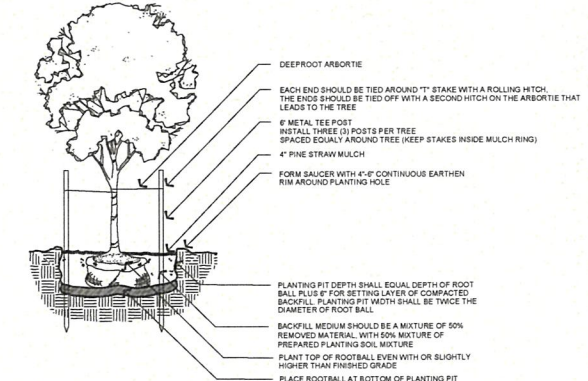 DEEPROOT ARBORTIE
EACH END SHOULD BE TIED AROUND "T" STAKE WITH A ROLLING HITCH,
THE ENDS SHOULD BE TIED OFF WITH A SECOND HITCH ON THE ARBORTIE THAT
LEADS TO THE TREE
6' METAL TEE POST
INSTALL THREE (3) POSTS PER TREE
SPACED EQUALY AROUND TREE (KEEP STAKES INSIDE MULCH RING)
4" PINE STRAW MULCH
FORM SAUCER WITH 4"-6" CONTINUOUS EARTHEN
RIM AROUND PLANTING HOLE
PLANTING PIT DEPTH SHALL EQUAL DEPTH OF ROOT
BALL PLUS 6" FOR SETTING LAYER OF COMPACTED
BACKFILL. PLANTING PIT WIDTH SHALL BE TWICE THE
DIAMETER OF ROOT BALL
BACKFILL MEDIUM SHOULD BE A MIXTURE OF 50%
REMOVED MATERIAL, WITH 50% MIXTURE OF
PREPARED PLANTING SOIL MIXTURE
PLANT TOP OF ROOTBALL EVEN WITH OR SLIGHTLY
HIGHER THAN FINISHED GRADE
PLACE ROOTBALL AT BOTTOM OF PLANTING PIT